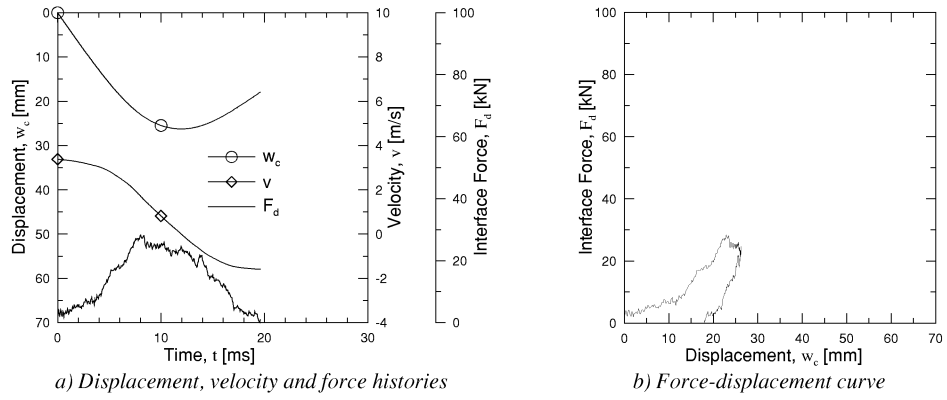 0
10
20
30
40
50
60
70
Displacement, w_c [mm]
10
8
6
4
2
0
-2
-4
Velocity, v [m/s]
100
80
60
40
20
0
Interface Force, F_d [kN]
w_c
v
F_d
0 10 20 30
Time, t [ms]
a) Displacement, velocity and force histories
100
80
60
40
20
0
Interface Force, F_d [kN]
0 10 20 30 40 50 60 70
Displacement, w_c [mm]
b) Force-displacement curve